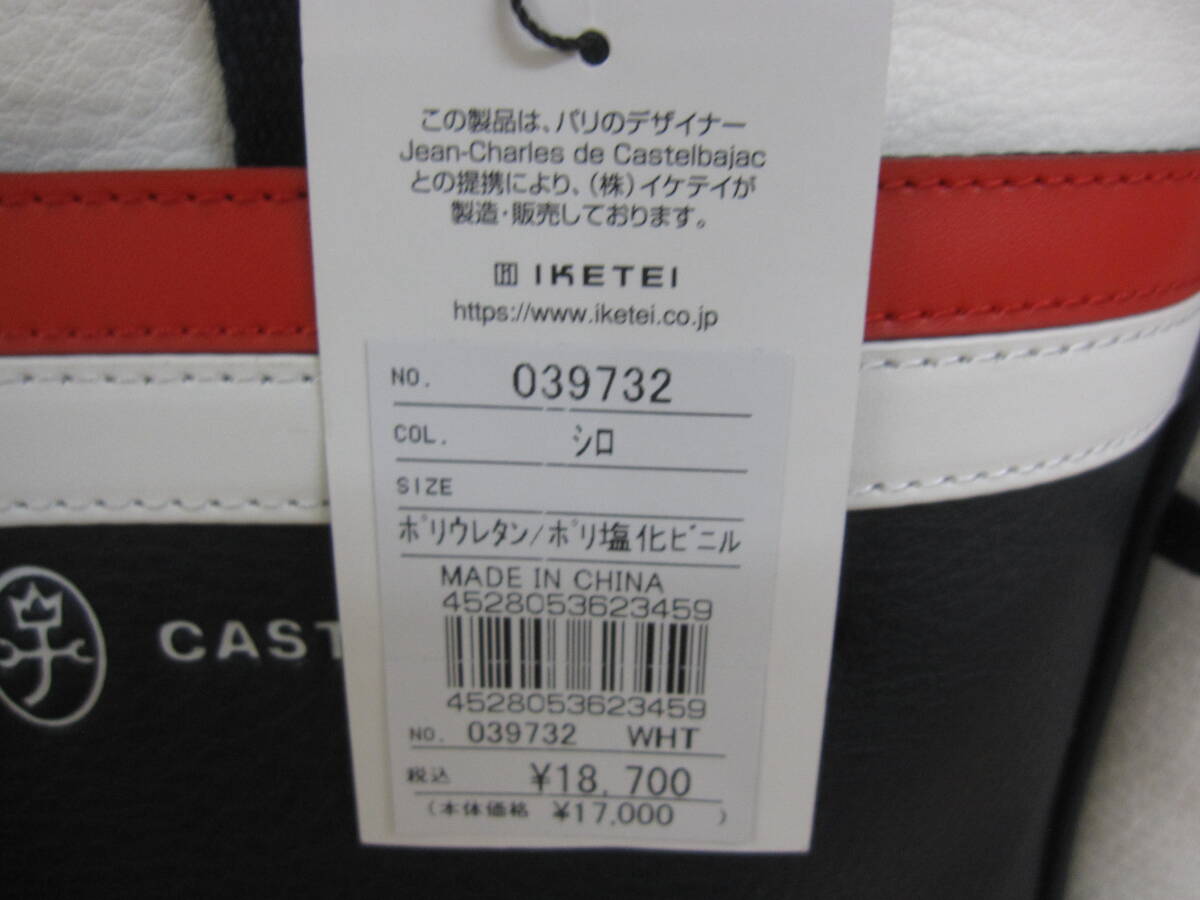 この製品は、パリのデザイナー
Jean-Charles de Castelbajac
との提携により、(株)イケテイが
製造・販売しております。
IKETEI
https://www.iketei.co.jp
NO. 039732
COL. シロ
SIZE
ポリウレタン/ポリ塩化ビニル
MADE IN CHINA
4528053623459
4528053623459
NO. 039732 WHT
税込 ¥18,700
(本体価格 ¥17,000 )
CAST